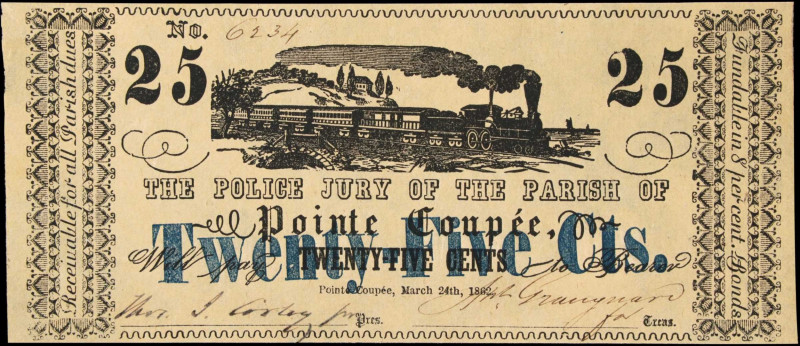 No. 6234
25 25
THE POLICE JURY OF THE PARISH OF
Pointe Coupée,
Twenty-Five Cts.
Will pay TWENTY-FIVE CENTS to Bearer
Pointe Coupée, March 24th, 1862
Pres. Treas.
Receivable for all Parish dues
Fundable in 8 per cent. Bonds